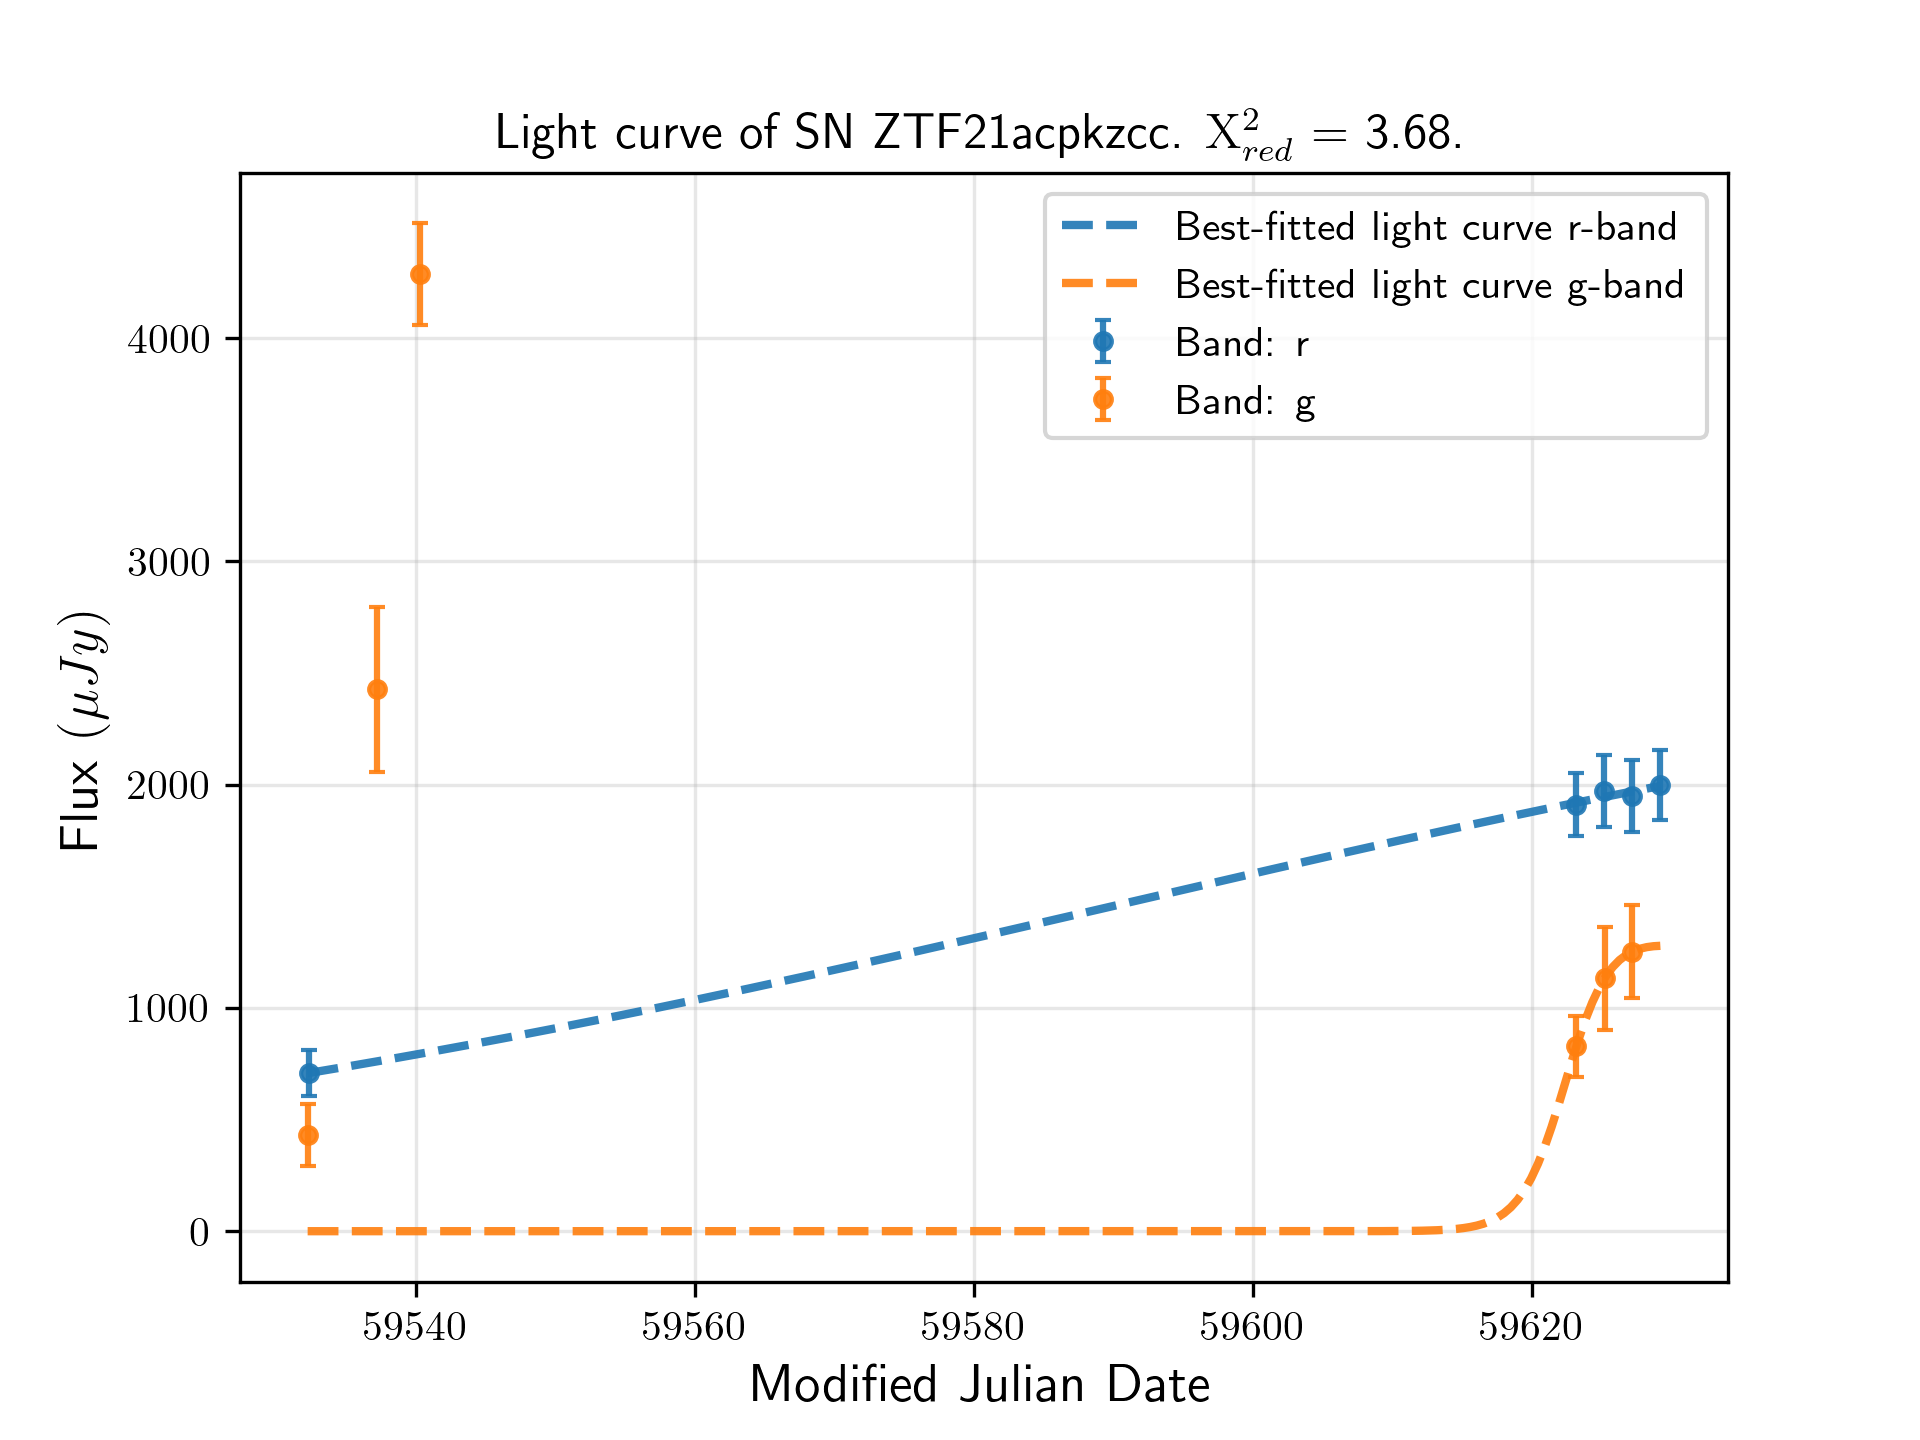 Light curve of SN ZTF21acpkzcc. X²_red = 3.68.
Best-fitted light curve r-band
Best-fitted light curve g-band
Band: r
Band: g
Flux (μJy)
4000
3000
2000
1000
0
59540 59560 59580 59600 59620
Modified Julian Date